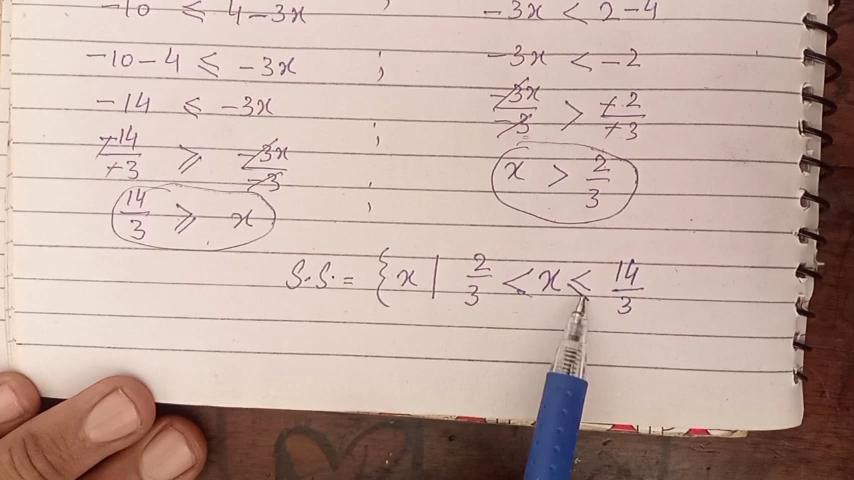 -10 ⩽ 4-3x ; -3x < 2-4
-10-4 ⩽ -3x ; -3x < -2
-14 ⩽ -3x ; -3x/-3 > -2/-3
-14/-3 ⩾ -3x/-3 ; x > 2/3
14/3 ⩾ x
S.S. = {x | 2/3 < x ⩽ 14/3